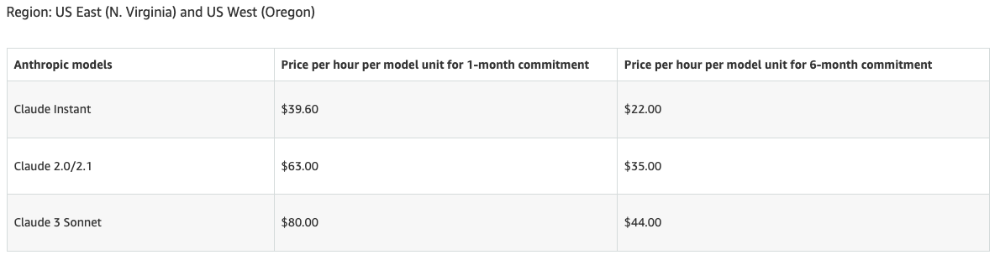 Region: US East (N. Virginia) and US West (Oregon)
Anthropic models Price per hour per model unit for 1-month commitment Price per hour per model unit for 6-month commitment
Claude Instant $39.60 $22.00
Claude 2.0/2.1 $63.00 $35.00
Claude 3 Sonnet $80.00 $44.00